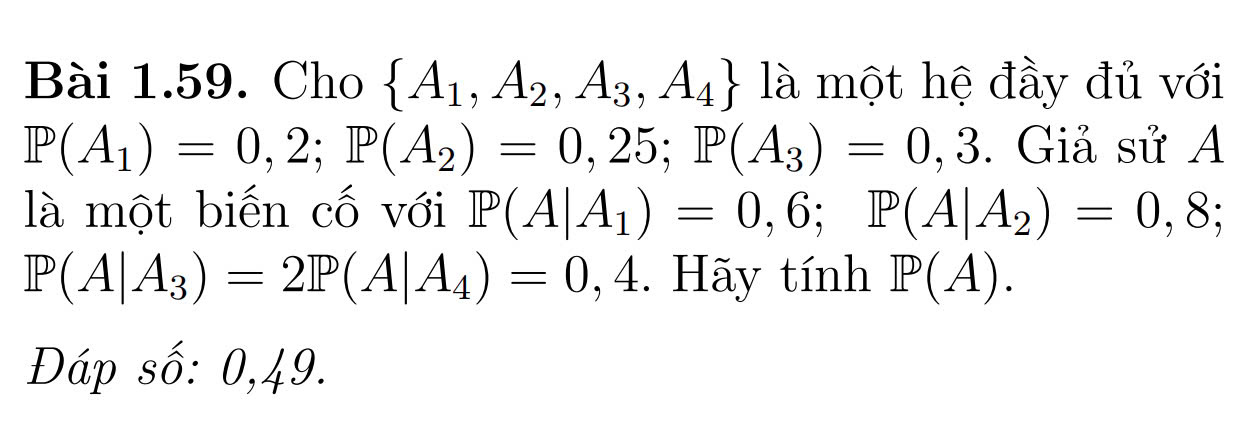 Bài 1.59. Cho {A₁, A₂, A₃, A₄} là một hệ đầy đủ với
ℙ(A₁) = 0, 2; ℙ(A₂) = 0, 25; ℙ(A₃) = 0, 3. Giả sử A
là một biến cố với ℙ(A|A₁) = 0, 6; ℙ(A|A₂) = 0, 8;
ℙ(A|A₃) = 2ℙ(A|A₄) = 0, 4. Hãy tính ℙ(A).
Đáp số: 0,49.